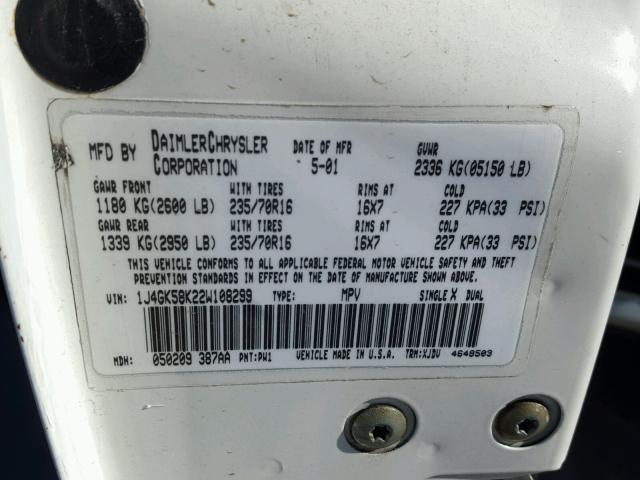 MFD BY DAIMLERCHRYSLER CORPORATION DATE OF MFR 5-01 GVWR 2336 KG(05150 LB)
GAWR FRONT WITH TIRES RIMS AT COLD
1180 KG(2600 LB) 235/70R16 16X7 227 KPA(33 PSI)
GAWR REAR WITH TIRES RIMS AT COLD
1339 KG(2950 LB) 235/70R16 16X7 227 KPA(33 PSI)
THIS VEHICLE CONFORMS TO ALL APPLICABLE FEDERAL MOTOR VEHICLE SAFETY AND THEFT
PREVENTION STANDARDS IN EFFECT ON THE DATE OF MANUFACTURE SHOWN ABOVE.
VIN: 1J4GK58K22W108299 TYPE: MPV SINGLE X DUAL
MDH: 050209 387AA PNT: PW1 VEHICLE MADE IN U.S.A. TRM: XJDV 4648503